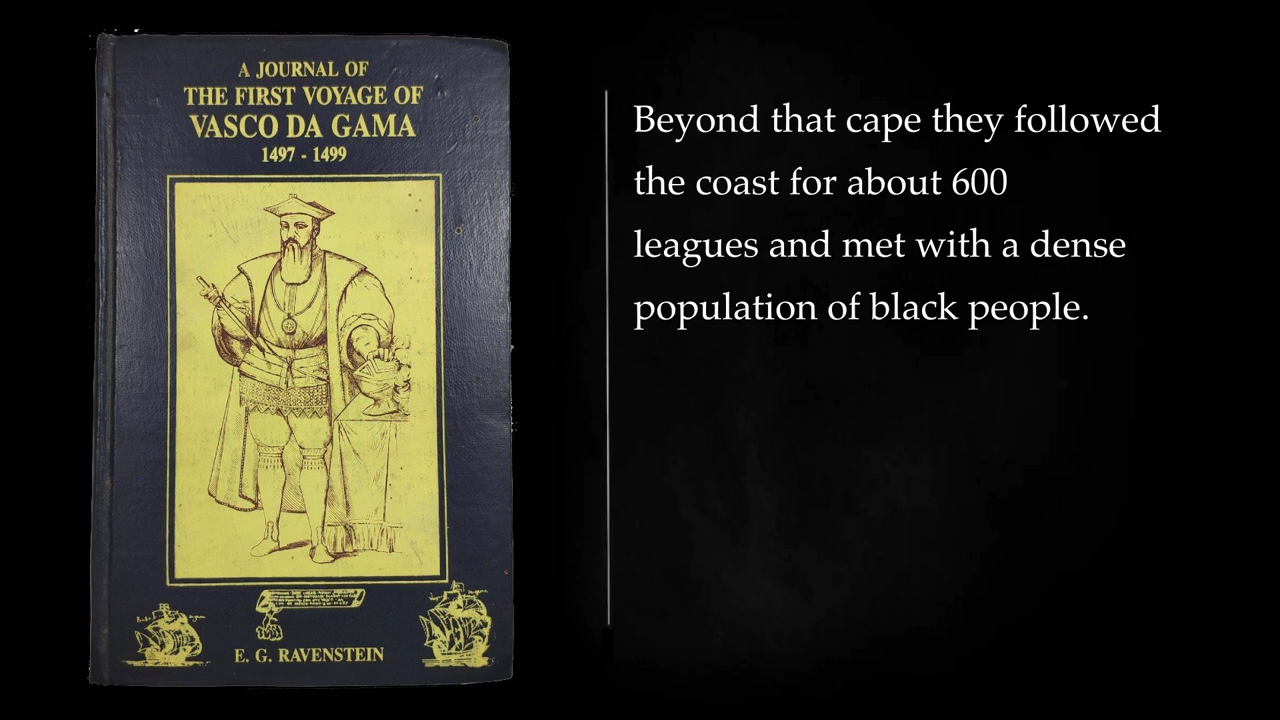 A JOURNAL OF
THE FIRST VOYAGE OF
VASCO DA GAMA
1497 - 1499
E. G. RAVENSTEIN
Beyond that cape they followed
the coast for about 600
leagues and met with a dense
population of black people.